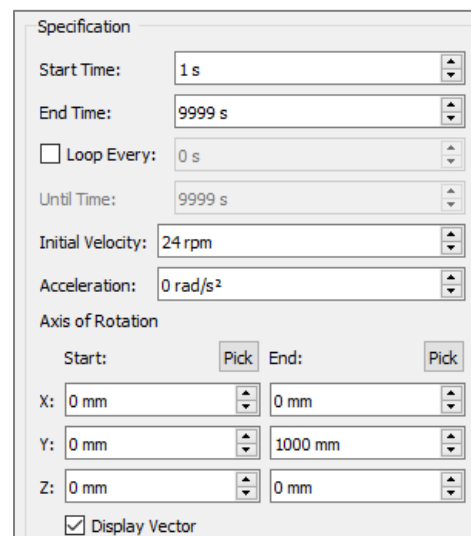 Specification
Start Time: 1 s
End Time: 9999 s
Loop Every: 0 s
Until Time: 9999 s
Initial Velocity: 24 rpm
Acceleration: 0 rad/s²
Axis of Rotation
Start: Pick End: Pick
X: 0 mm 0 mm
Y: 0 mm 1000 mm
Z: 0 mm 0 mm
Display Vector